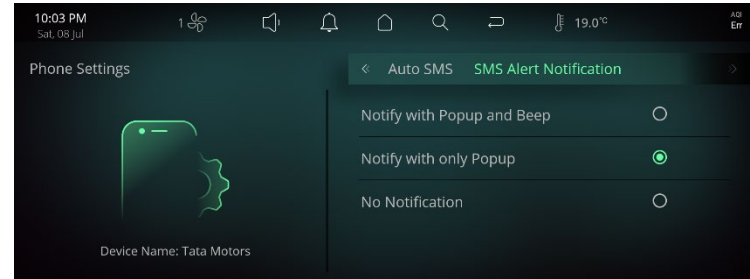 10:03 PM
Sat, 08 Jul
1
19.0°C
AQI
Err
Phone Settings
« Auto SMS SMS Alert Notification »
Notify with Popup and Beep
Notify with only Popup
No Notification
Device Name: Tata Motors